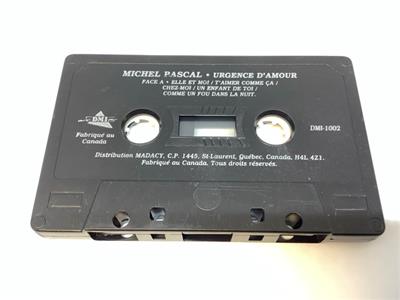 MICHEL PASCAL • URGENCE D'AMOUR
FACE A • ELLE ET MOI / T'AIMER COMME ÇA /
CHEZ-MOI / UN ENFANT DE TOI /
COMME UN FOU DANS LA NUIT.
DMI
Fabriqué au
Canada
DMI-1002
Distribution MADACY, C.P. 1445, St-Laurent, Québec, Canada, H4L 4Z1.
Fabriqué au Canada. Tous droits réservés.